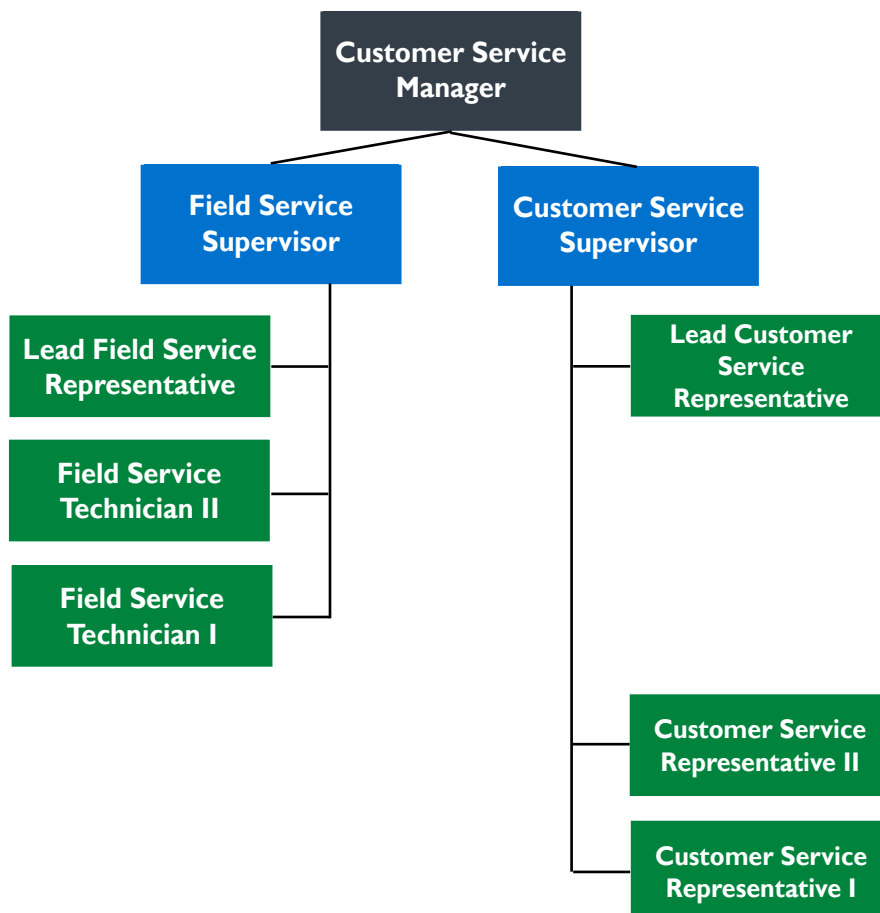 Customer Service
Manager
Field Service
Supervisor
Customer Service
Supervisor
Lead Field Service
Representative
Field Service
Technician II
Field Service
Technician I
Lead Customer
Service
Representative
Customer Service
Representative II
Customer Service
Representative I